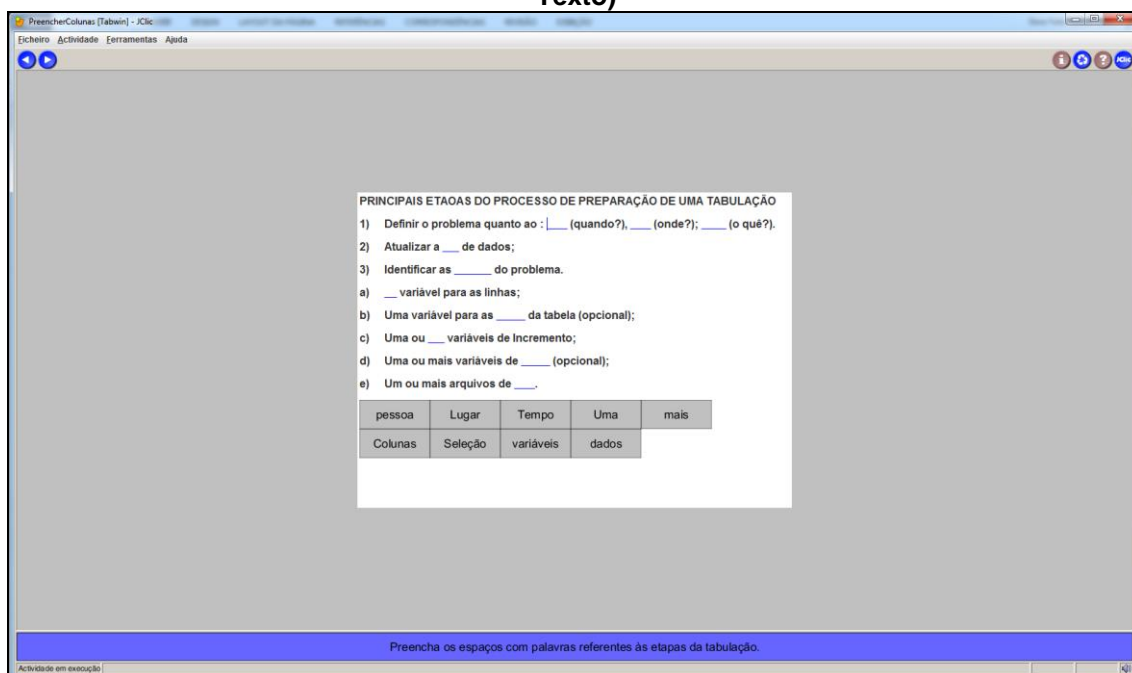 Texto)
PreencherColunas [Tabwin] - JClic
Ficheiro Actividade Ferramentas Ajuda
PRINCIPAIS ETAOAS DO PROCESSO DE PREPARAÇÃO DE UMA TABULAÇÃO
1) Definir o problema quanto ao : ___ (quando?), ___ (onde?); ____ (o quê?).
2) Atualizar a ___ de dados;
3) Identificar as ______ do problema.
a) __ variável para as linhas;
b) Uma variável para as _____ da tabela (opcional);
c) Uma ou ___ variáveis de Incremento;
d) Uma ou mais variáveis de _____ (opcional);
e) Um ou mais arquivos de ____.
pessoa Lugar Tempo Uma mais
Colunas Seleção variáveis dados
Preencha os espaços com palavras referentes às etapas da tabulação.
Actividade em execução